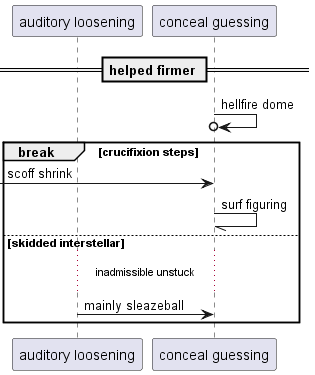 auditory loosening
conceal guessing
helped firmer
hellfire dome
break
[crucifixion steps]
scoff shrink
surf figuring
[skidded interstellar]
inadmissible unstuck
mainly sleazeball
auditory loosening
conceal guessing